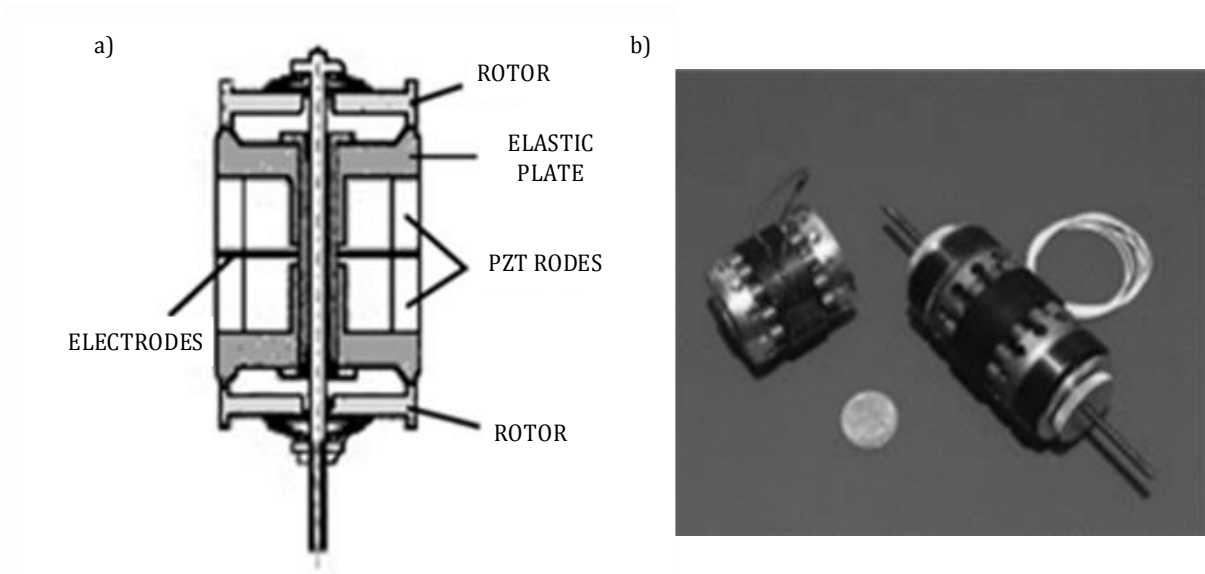 a)
b)
ROTOR
ELASTIC
PLATE
PZT RODES
ELECTRODES
ROTOR